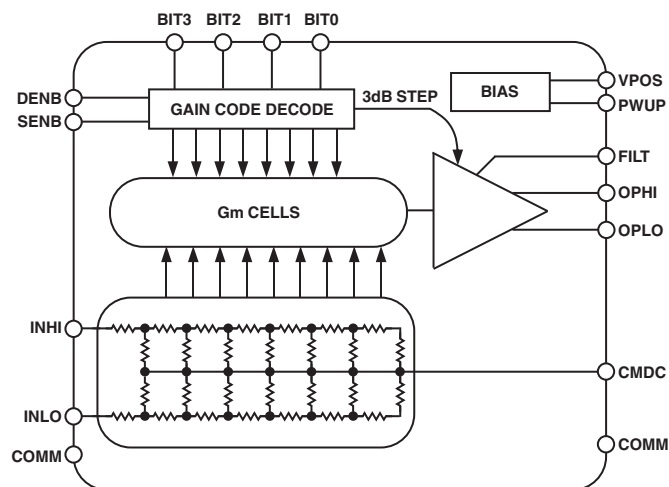 BIT3 BIT2 BIT1 BIT0
DENB
SENB
GAIN CODE DECODE
3dB STEP
BIAS
VPOS
PWUP
FILT
OPHI
OPLO
Gm CELLS
INHI
CMDC
INLO
COMM
COMM